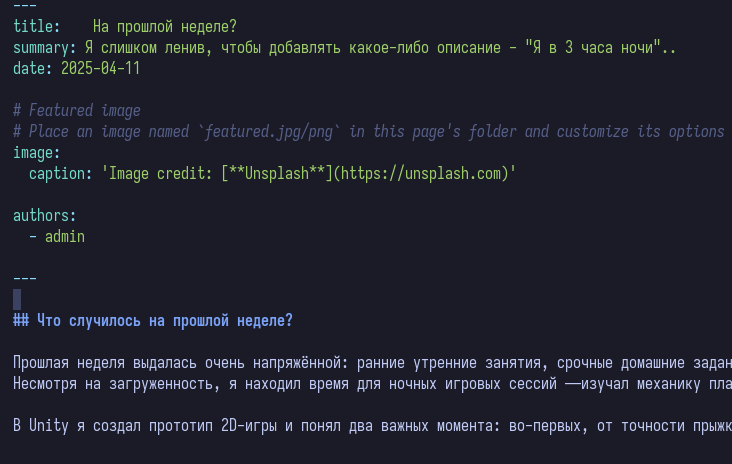 ---
title:    На прошлой неделе?
summary: Я слишком ленив, чтобы добавлять какое-либо описание - "Я в 3 часа ночи"..
date: 2025-04-11
# Featured image
# Place an image named `featured.jpg/png` in this page's folder and customize its options
image:
  caption: 'Image credit: [**Unsplash**](https://unsplash.com)'
authors:
  - admin
---
## Что случилось на прошлой неделе?
Прошлая неделя выдалась очень напряжённой: ранние утренние занятия, срочные домашние
Несмотря на загруженность, я находил время для ночных игровых сессий —изучал механику
В Unity я создал прототип 2D-игры и понял два важных момента: во-первых, от точности